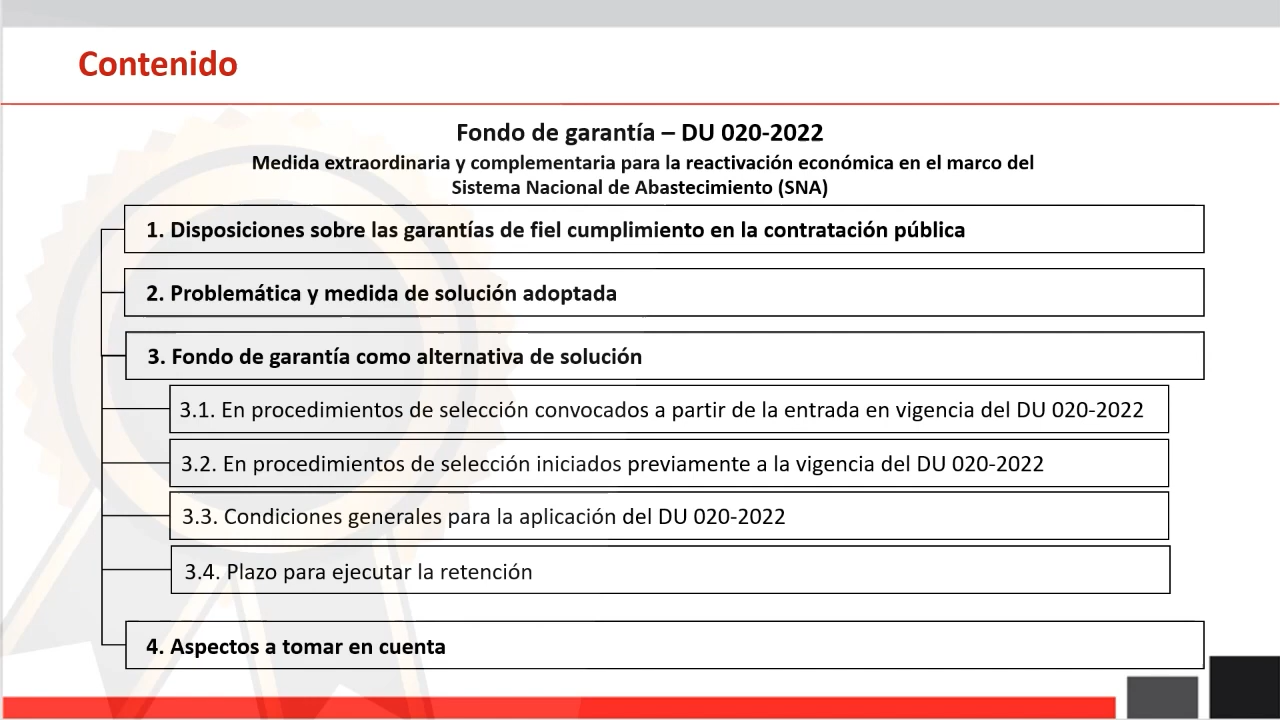 Contenido
Fondo de garantía – DU 020-2022
Medida extraordinaria y complementaria para la reactivación económica en el marco del
Sistema Nacional de Abastecimiento (SNA)
1. Disposiciones sobre las garantías de fiel cumplimiento en la contratación pública
2. Problemática y medida de solución adoptada
3. Fondo de garantía como alternativa de solución
3.1. En procedimientos de selección convocados a partir de la entrada en vigencia del DU 020-2022
3.2. En procedimientos de selección iniciados previamente a la vigencia del DU 020-2022
3.3. Condiciones generales para la aplicación del DU 020-2022
3.4. Plazo para ejecutar la retención
4. Aspectos a tomar en cuenta